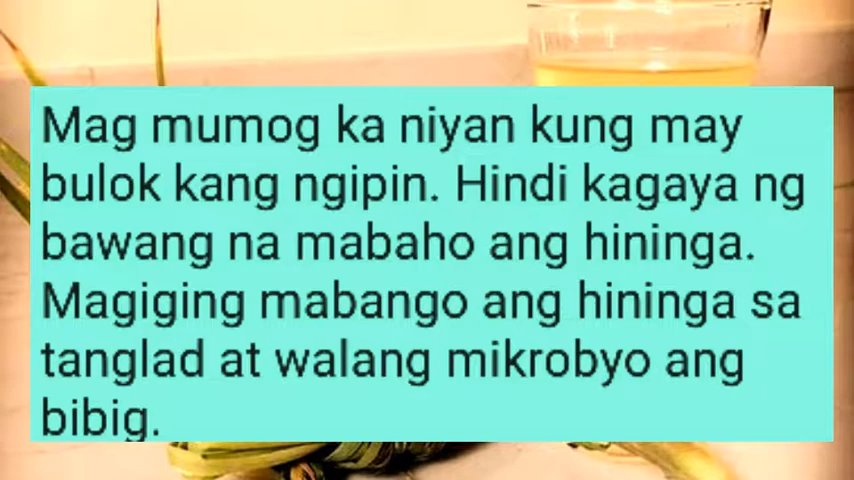 Mag mumog ka niyan kung may
bulok kang ngipin. Hindi kagaya ng
bawang na mabaho ang hininga.
Magiging mabango ang hininga sa
tanglad at walang mikrobyo ang
bibig.